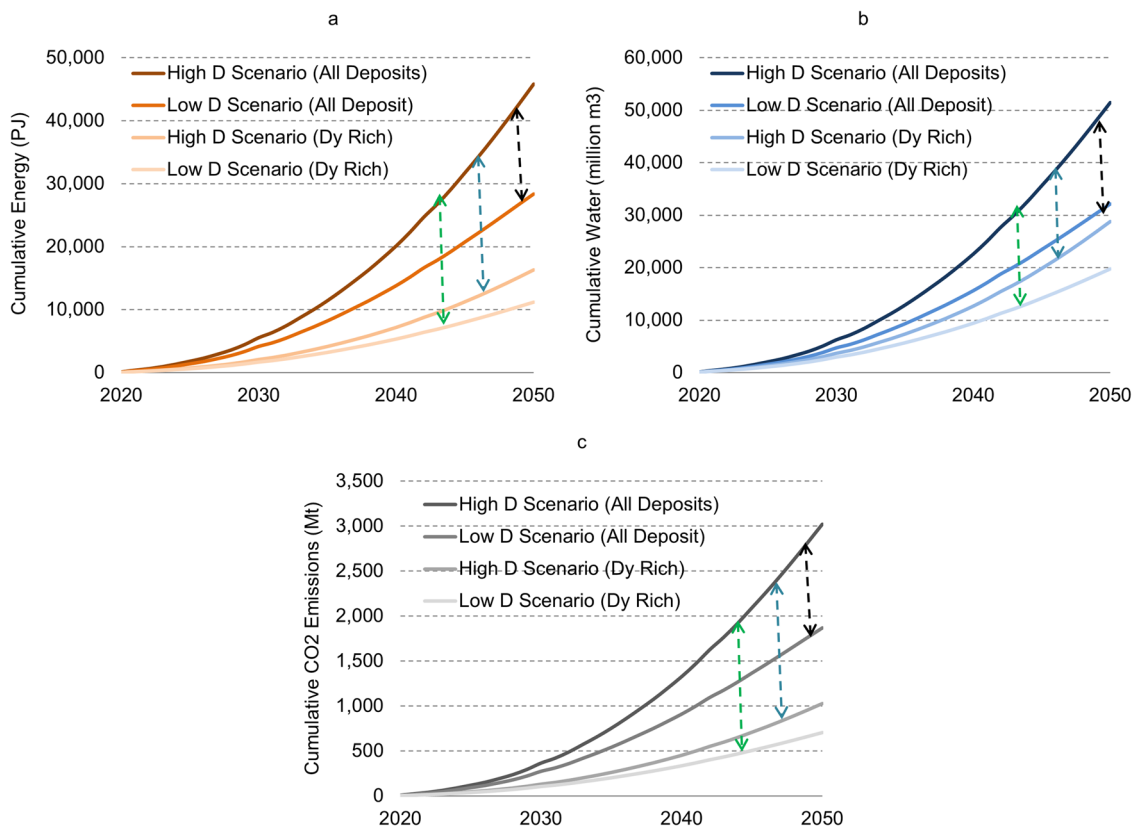 a
50,000
40,000
30,000
20,000
10,000
0
Cumulative Energy (PJ)
High D Scenario (All Deposits)
Low D Scenario (All Deposit)
High D Scenario (Dy Rich)
Low D Scenario (Dy Rich)
2020 2030 2040 2050
b
60,000
50,000
40,000
30,000
20,000
10,000
0
Cumulative Water (million m3)
High D Scenario (All Deposits)
Low D Scenario (All Deposits)
High D Scenario (Dy Rich)
Low D Scenario (Dy Rich)
2020 2030 2040 2050
c
3,500
3,000
2,500
2,000
1,500
1,000
500
0
Cumulative CO2 Emissions (Mt)
High D Scenario (All Deposits)
Low D Scenario (All Deposit)
High D Scenario (Dy Rich)
Low D Scenario (Dy Rich)
2020 2030 2040 2050